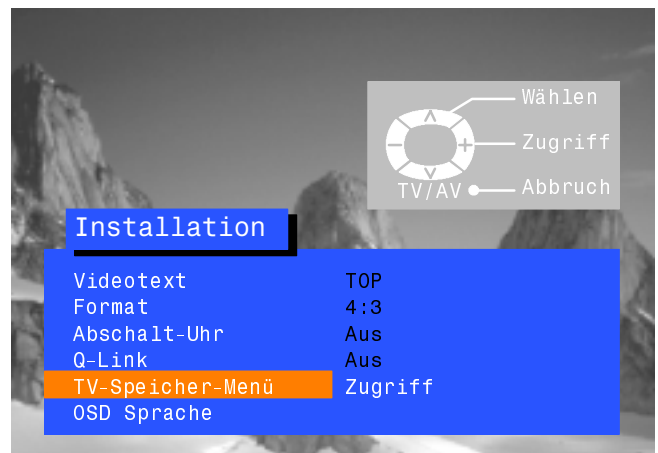 Wählen
Zugriff
TV/AV Abbruch
Installation
Videotext TOP
Format 4:3
Abschalt-Uhr Aus
Q-Link Aus
TV-Speicher-Menü Zugriff
OSD Sprache